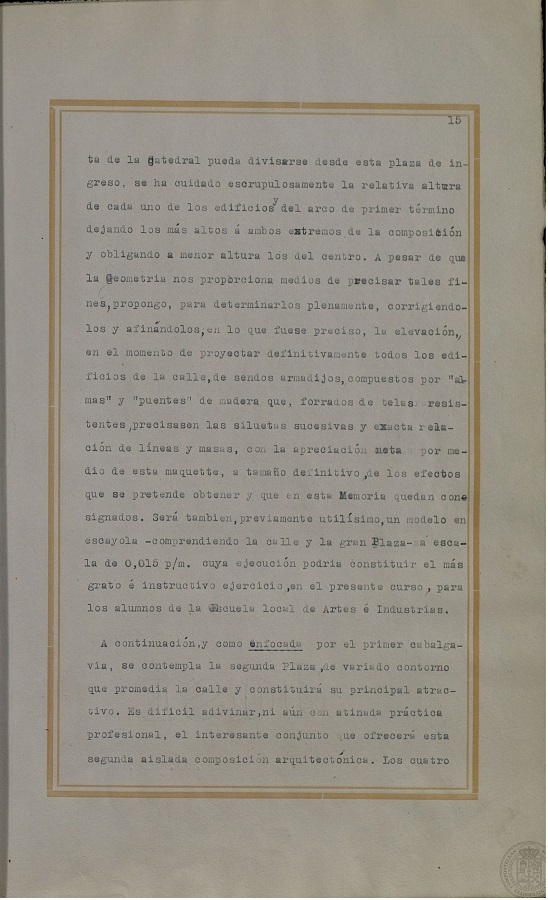 15
ta de la Catedral pueda divisarse desde esta plaza de in-
greso, se ha cuidado escrupulosamente la relativa altura
de cada uno de los edificios y del arco de primer término
dejando los más altos á ambos extremos de la composición
y obligando a menor altura los del centro. A pesar de que
la Geometria nos proporciona medios de precisar tales fi-
nes, propongo, para determinarlos plenamente, corrigiendo-
los y afinándolos, en lo que fuese preciso, la elevación,
en el momento de proyectar definitivamente todos los edi-
ficios de la calle, de sendos armadijos, compuestos por "al-
mas" y "puentes" de madera que, forrados de telas resis-
tentes, precisasen las siluetas sucesivas y exacta rela-
ción de líneas y masas, con la apreciación neta por me-
dio de esta maquette, a tamaño definitivo, de los efectos
que se pretende obtener y que en esta Memoria quedan con-
signados. Será tambien, previamente utilísimo, un modelo en
escayola -comprendiendo la calle y la gran Plaza-a esca-
la de 0,015 p/m. cuya ejecución podria constituir el más
grato é instructivo ejercicio, en el presente curso, para
los alumnos de la Escuela local de Artes é Industrias.
A continuación, y como enfocada por el primer cabalga-
via, se contempla la segunda Plaza, de variado contorno
que promedia la calle y constituirá su principal atrac-
tivo. Es dificil adivinar, ni aún con atinada práctica
profesional, el interesante conjunto que ofrecerá esta
segunda aislada composición arquitectónica. Los cuatro